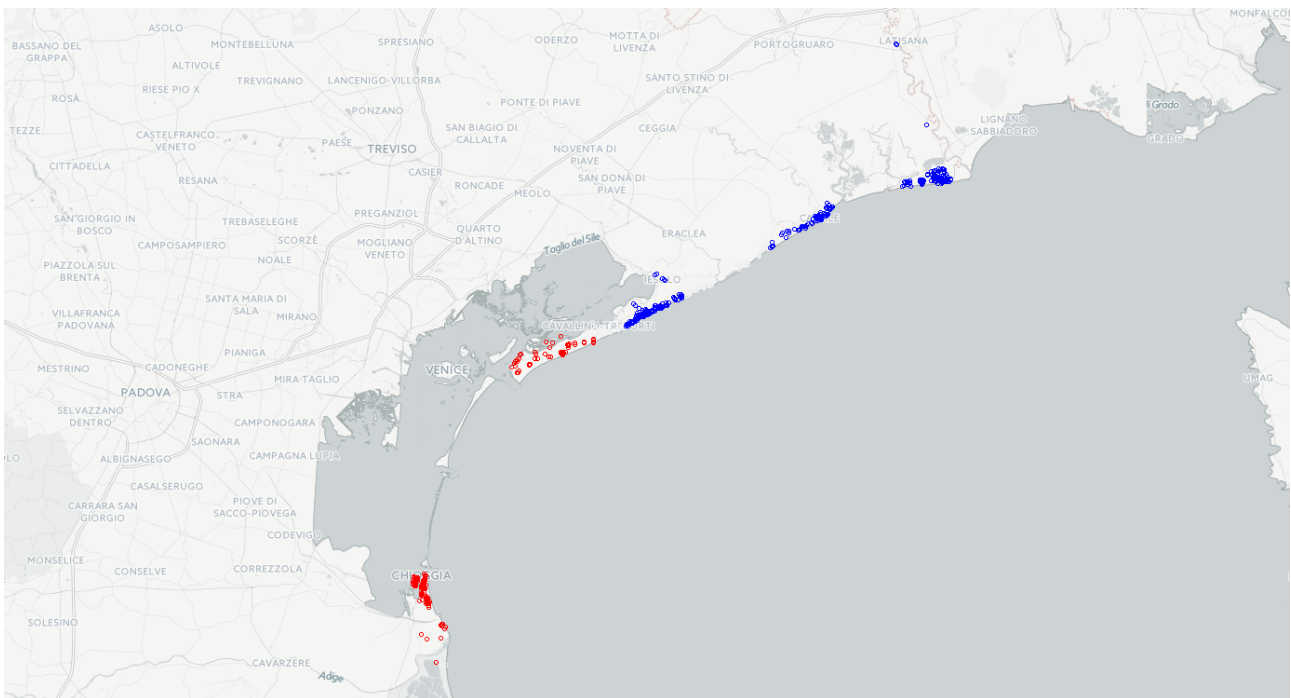 MONFALCO
BASSANO DEL
GRAPPA
ASOLO
MONTEBELLUNA
SPRESIANO
ODERZO
MOTTA DI
LIVENZA
PORTOGRUARO
LATISANA
ALTIVOLE
RIESE PIO X
TREVIGNANO
LANCENIGO-VILLORBA
SANTO STINO DI
LIVENZA
ROSÀ
PONZANO
PONTE DI PIAVE
di Grado
TEZZE
CASTELFRANCO
VENETO
PAESE
TREVISO
SAN BIAGIO DI
CALLALTA
CEGGIA
LIGNANO
SABBIADORO
GRADO
CITTADELLA
RESANA
CASIER
NOVENTA DI
PIAVE
RONCADE
MEOLO
SAN DONA DI
PIAVE
SAN GIORGIO IN
BOSCO
TREBASELEGHE
PREGANZIOL
CAMPOSAMPIERO
SCORZÈ
MOGLIANO
VENETO
QUARTO
D'ALTINO
ERACLEA
Taglio del Sile
NOALE
PIAZZOLA SUL
BRENTA
SANTA MARIA DI
SALA
VILLAFRANCA
PADOVANA
MIRANO
CAVALLINO-TREPORTI
PIANIGA
MESTRINO
CADONEGHE
MIRA TAGLIO
VENICE
UMAG
PADOVA
STRA
SELVAZZANO
DENTRO
CAMPONOGARA
SAONARA
ALBIGNASEGO
CAMPAGNA LUPIA
CASALSERUGO
CARRARA SAN
GIORGIO
PIOVE DI
SACCO-PIOVEGA
CODEVIGO
MONSELICE
CONSELVE
CORREZZOLA
CHIOGGIA
SOLESINO
CAVARZERE
Adige